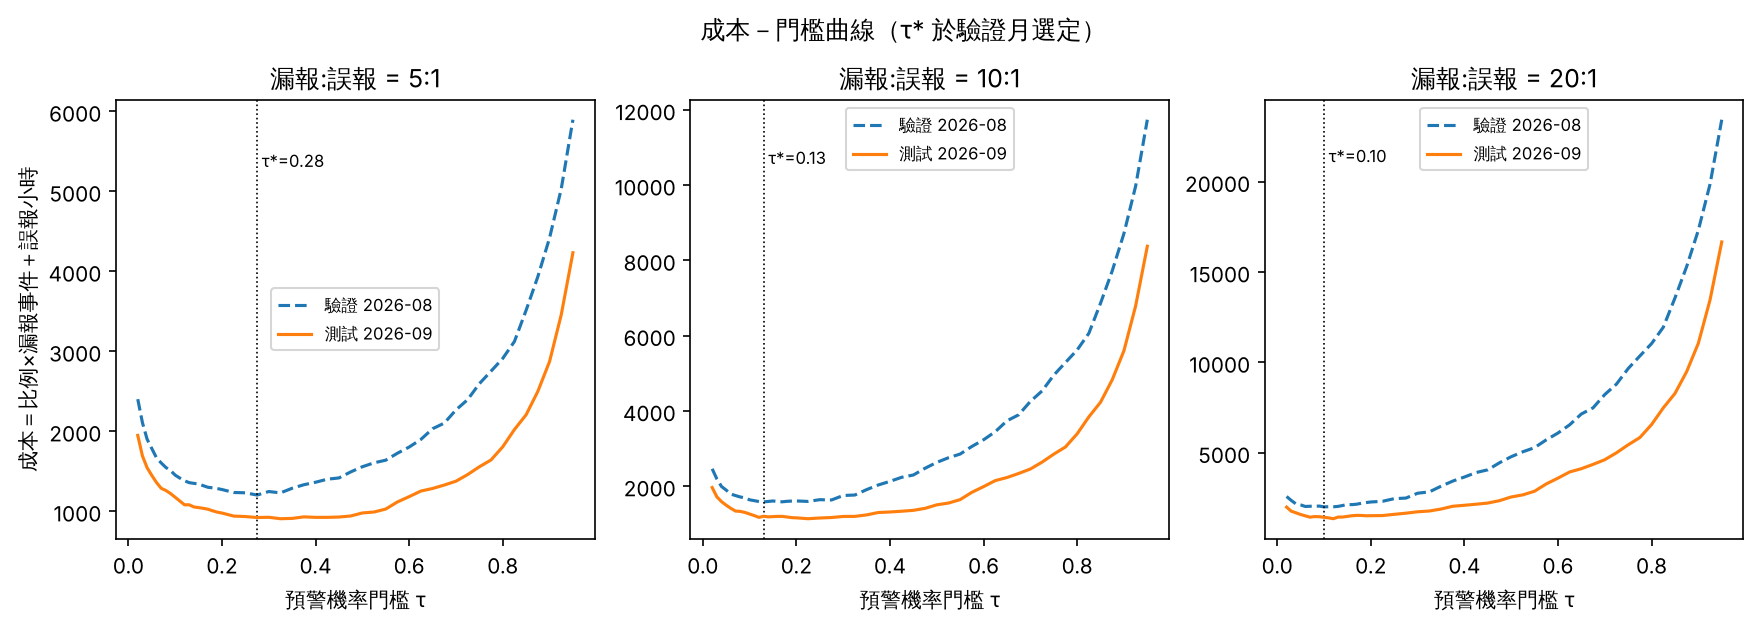 成本－門檻曲線（τ* 於驗證月選定）
漏報:誤報 = 5:1
成本 = 比例×漏報事件 + 誤報小時
6000
5000
4000
3000
2000
1000
τ*=0.28
驗證 2026-08
測試 2026-09
0.0 0.2 0.4 0.6 0.8
預警機率門檻 τ
漏報:誤報 = 10:1
12000
10000
8000
6000
4000
2000
τ*=0.13
驗證 2026-08
測試 2026-09
0.0 0.2 0.4 0.6 0.8
預警機率門檻 τ
漏報:誤報 = 20:1
20000
15000
10000
5000
τ*=0.10
驗證 2026-08
測試 2026-09
0.0 0.2 0.4 0.6 0.8
預警機率門檻 τ